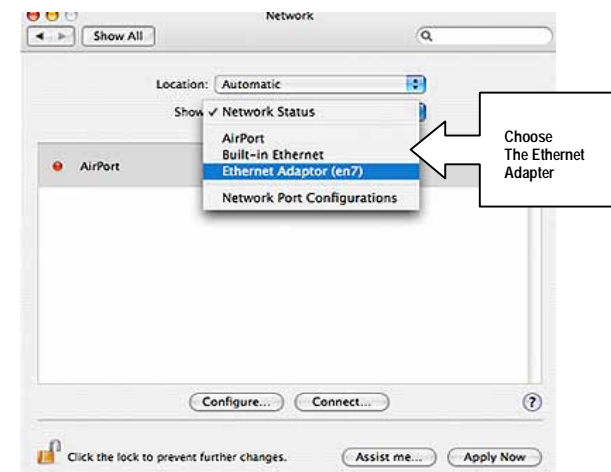 Network
Show All
Location: Automatic
Show ✓ Network Status
AirPort
Built-in Ethernet
Ethernet Adaptor (en7)
Network Port Configurations
AirPort
Choose
The Ethernet
Adapter
Configure... Connect... ?
Click the lock to prevent further changes. Assist me... Apply Now